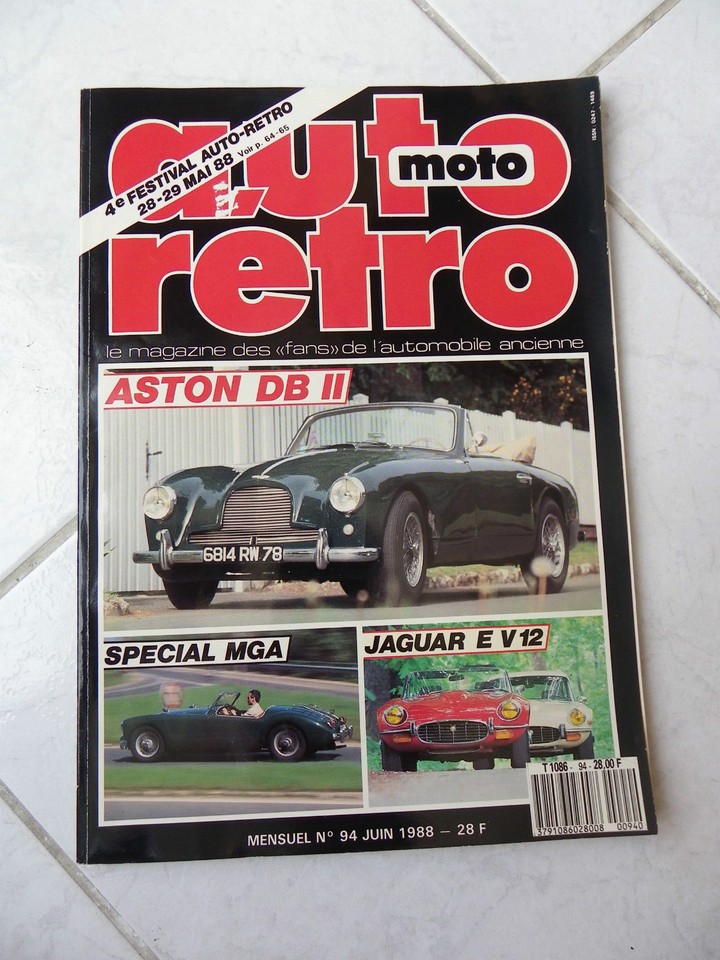 4e FESTIVAL AUTO-RETRO
28-29 MAI 88 Voir p. 64-65
ISSN 0247-1469
auto
moto
retro
le magazine des «fans» de l'automobile ancienne
ASTON DB II
6814 RW 78
SPECIAL MGA
JAGUAR E V12
T 1086 - 94 - 28,00 F
3791086028008 00940
MENSUEL N° 94 JUIN 1988 — 28 F